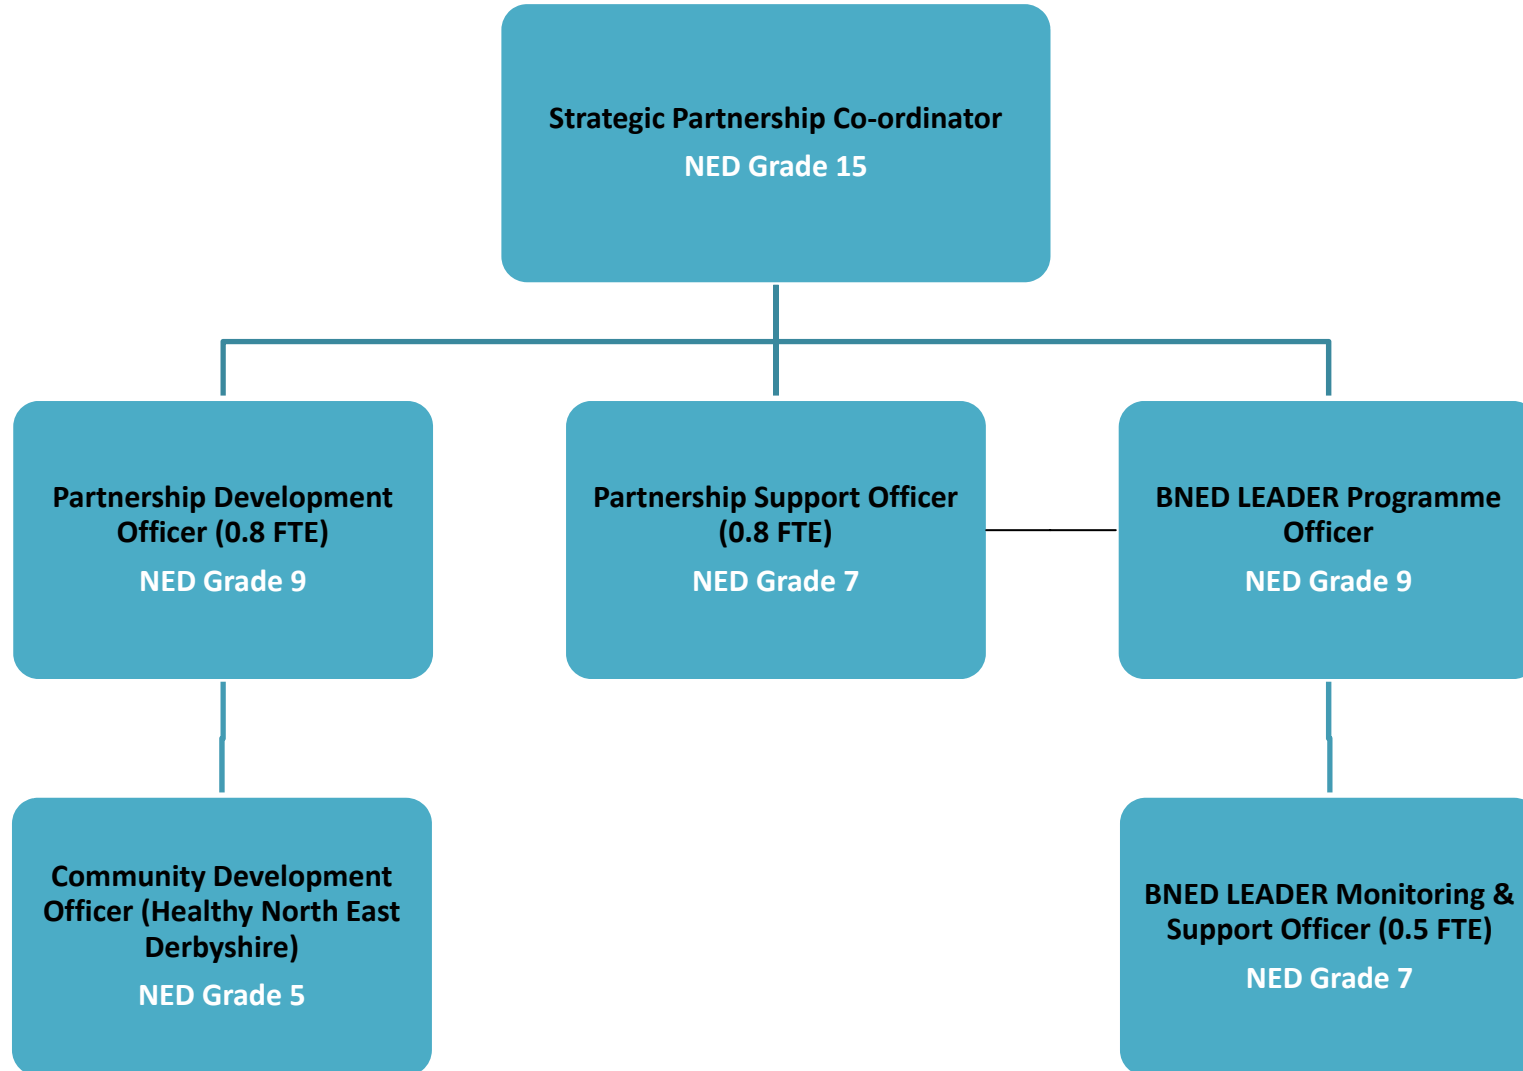 Strategic Partnership Co-ordinator
NED Grade 15
Partnership Development
Officer (0.8 FTE)
NED Grade 9
Partnership Support Officer
(0.8 FTE)
NED Grade 7
BNED LEADER Programme
Officer
NED Grade 9
Community Development
Officer (Healthy North East
Derbyshire)
NED Grade 5
BNED LEADER Monitoring &
Support Officer (0.5 FTE)
NED Grade 7